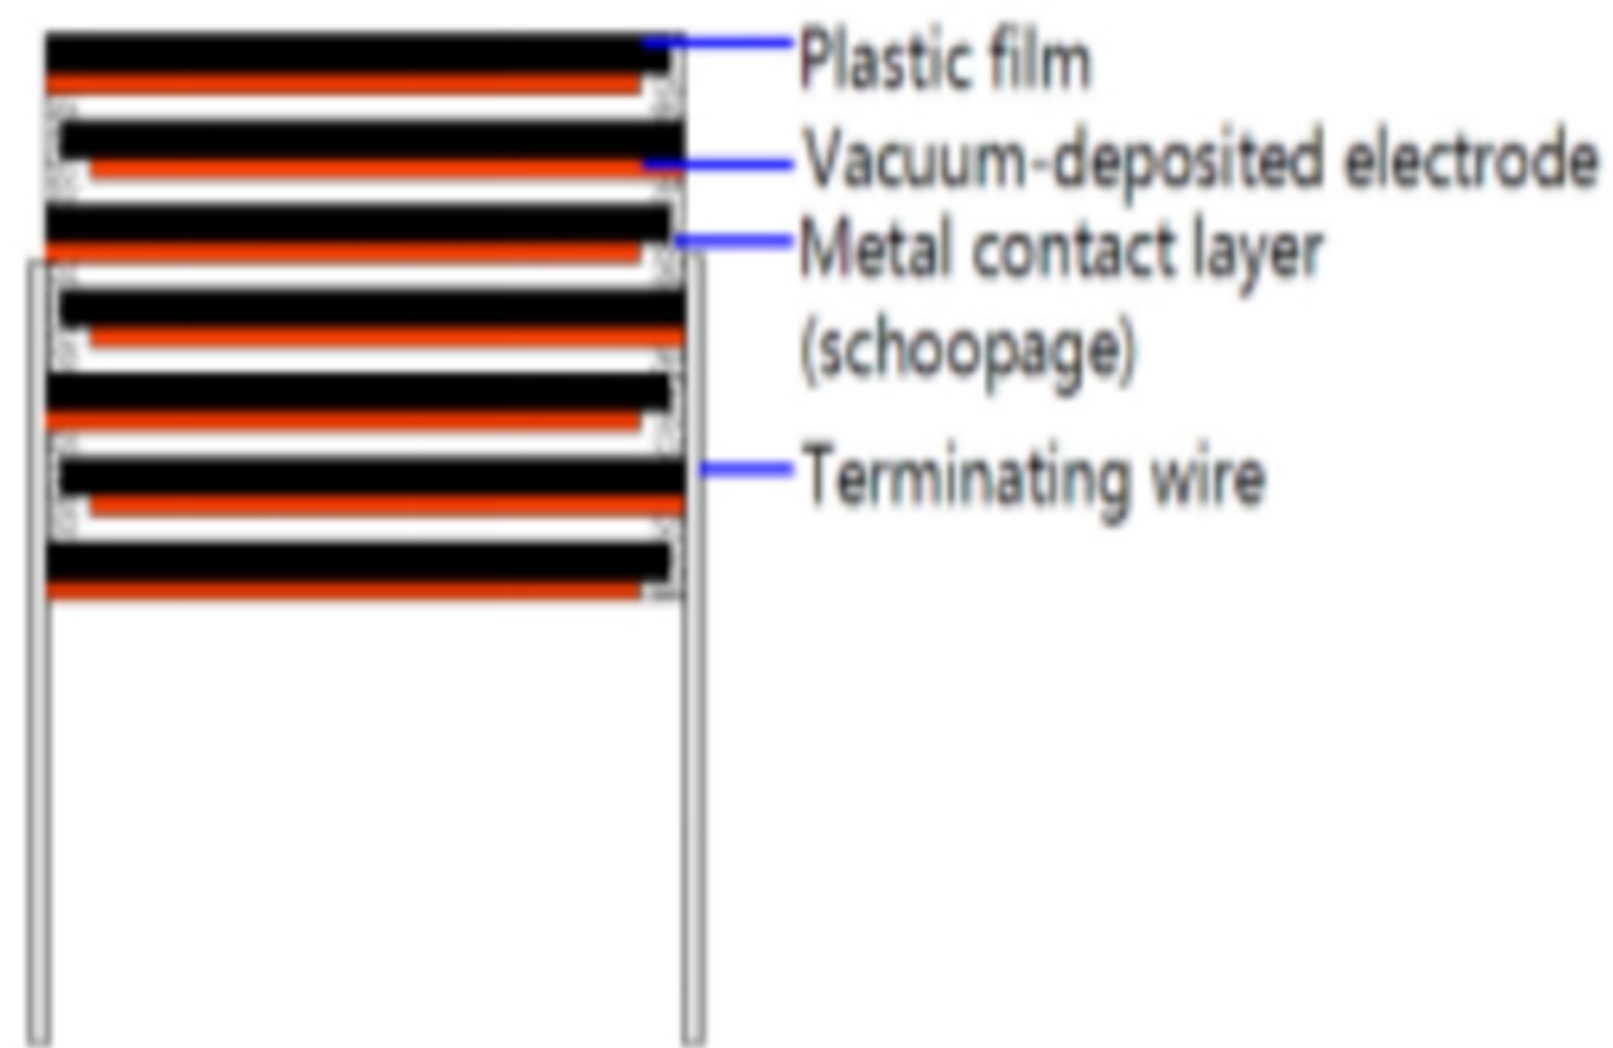 Plastic film
Vacuum-deposited electrode
Metal contact layer
(schoopage)
Terminating wire